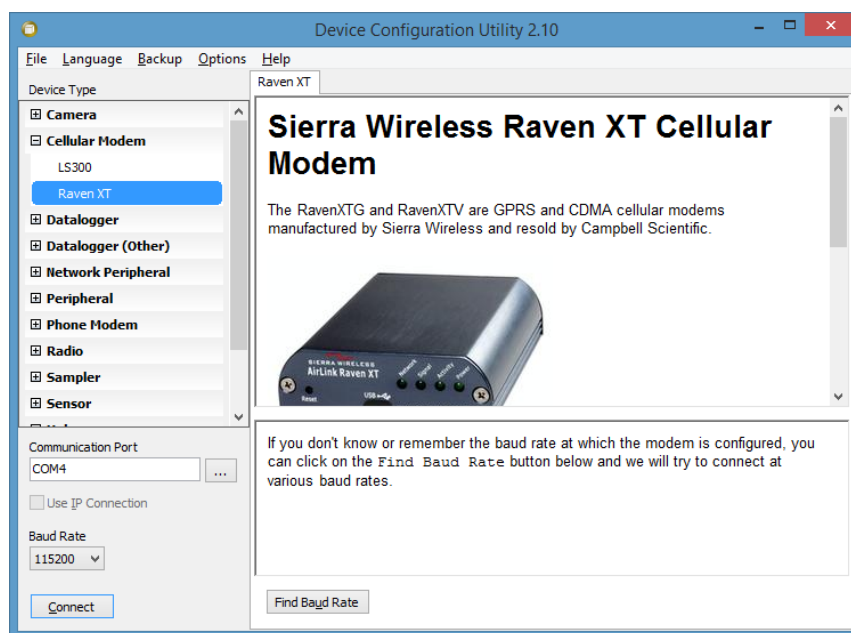 Device Configuration Utility 2.10
File Language Backup Options Help
Device Type
Camera
Cellular Modem
LS300
Raven XT
Datalogger
Datalogger (Other)
Network Peripheral
Peripheral
Phone Modem
Radio
Sampler
Sensor
Communication Port
COM4
...
Use IP Connection
Baud Rate
115200
Connect
Raven XT
Sierra Wireless Raven XT Cellular
Modem
The RavenXTG and RavenXTV are GPRS and CDMA cellular modems
manufactured by Sierra Wireless and resold by Campbell Scientific.
SIERRA WIRELESS
AirLink Raven XT
Network Signal Activity Power
Reset
USB
If you don't know or remember the baud rate at which the modem is configured, you
can click on the Find Baud Rate button below and we will try to connect at
various baud rates.
Find Baud Rate